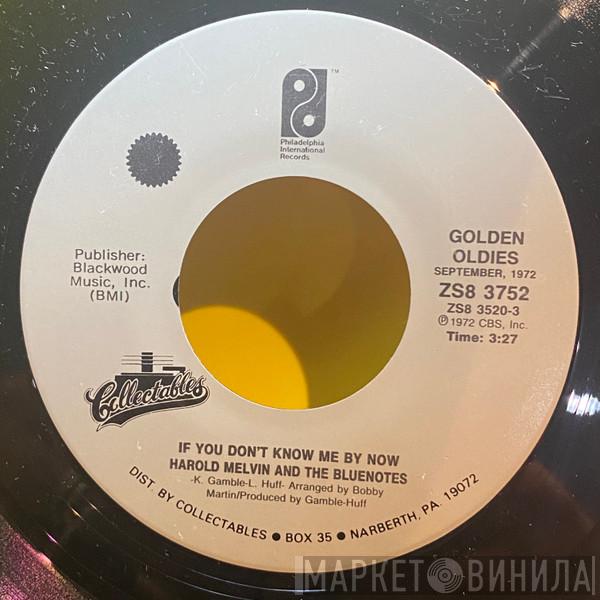 ™
Philadelphia
International
Records
Publisher:
Blackwood
Music, Inc.
(BMI)
GOLDEN
OLDIES
SEPTEMBER, 1972
ZS8 3752
ZS8 3520-3
℗ 1972 CBS, Inc.
Time: 3:27
Collectables
IF YOU DON'T KNOW ME BY NOW
HAROLD MELVIN AND THE BLUENOTES
-K. Gamble-L. Huff- Arranged by Bobby
Martin/Produced by Gamble-Huff
DIST. BY COLLECTABLES ● BOX 35 ● NARBERTH, PA. 19072
МАРКЕТ ВИНИЛА